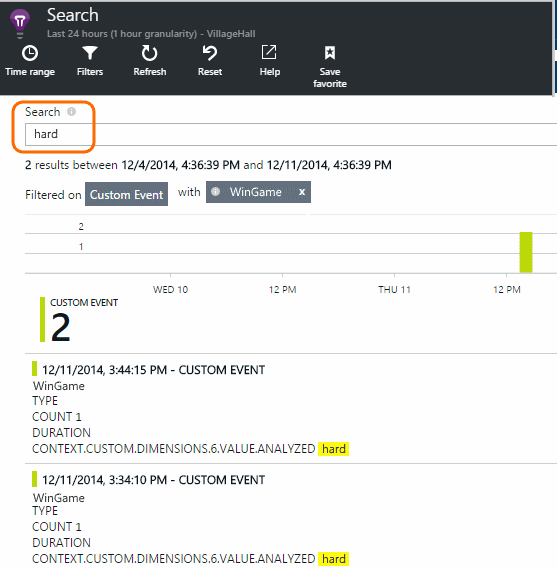 Search
Last 24 hours (1 hour granularity) - VillageHall
Time range Filters Refresh Reset Help Save favorite
Search
hard
2 results between 12/4/2014, 4:36:39 PM and 12/11/2014, 4:36:39 PM
Filtered on Custom Event with WinGame x
2
1
WED 10 12 PM THU 11 12 PM
CUSTOM EVENT
2
12/11/2014, 3:44:15 PM - CUSTOM EVENT
WinGame
TYPE
COUNT 1
DURATION
CONTEXT.CUSTOM.DIMENSIONS.6.VALUE.ANALYZED hard
12/11/2014, 3:34:10 PM - CUSTOM EVENT
WinGame
TYPE
COUNT 1
DURATION
CONTEXT.CUSTOM.DIMENSIONS.6.VALUE.ANALYZED hard